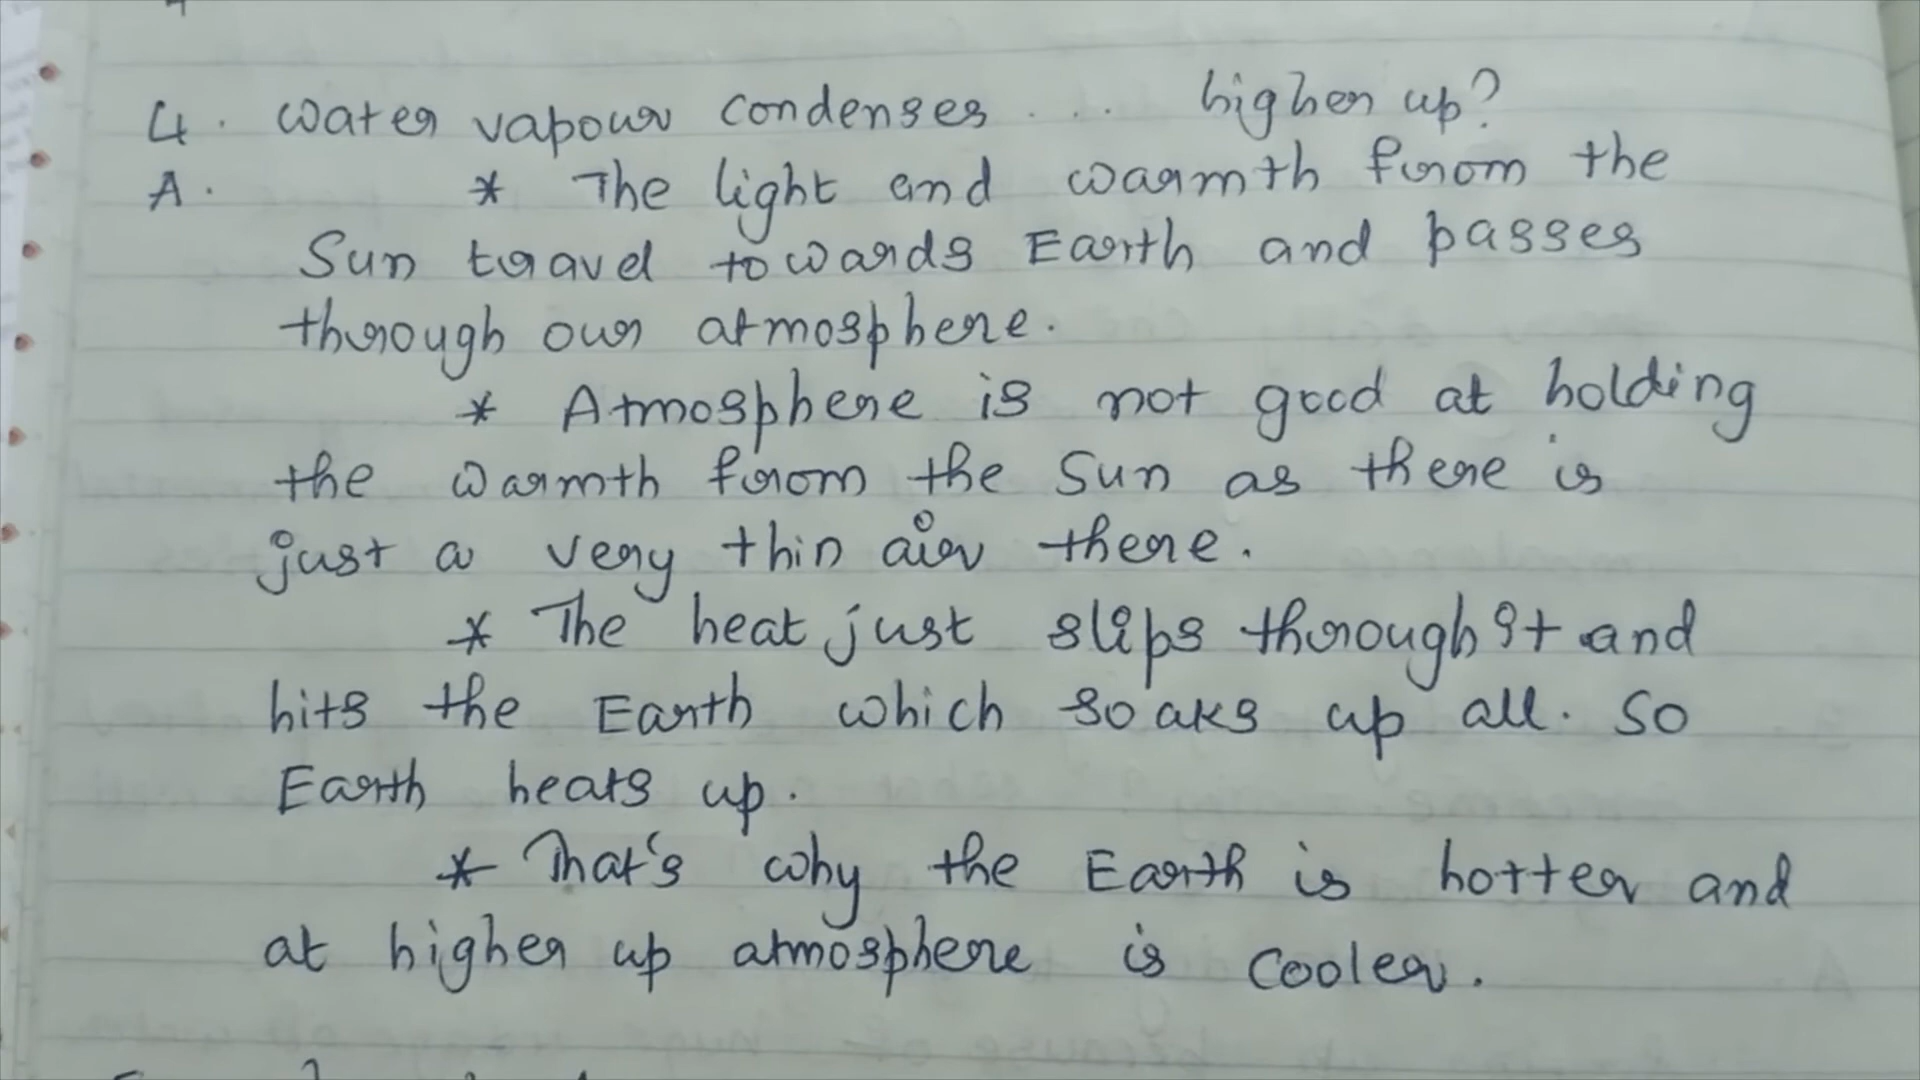 4. Water vapour condenses ... higher up?
A. * The light and warmth from the
Sun travel towards Earth and passes
through our atmosphere.
* Atmosphere is not good at holding
the warmth from the Sun as there is
just a very thin air there.
* The heat just slips through it and
hits the Earth which soaks up all. So
Earth heats up.
* That's why the Earth is hotter and
at higher up atmosphere is cooler.